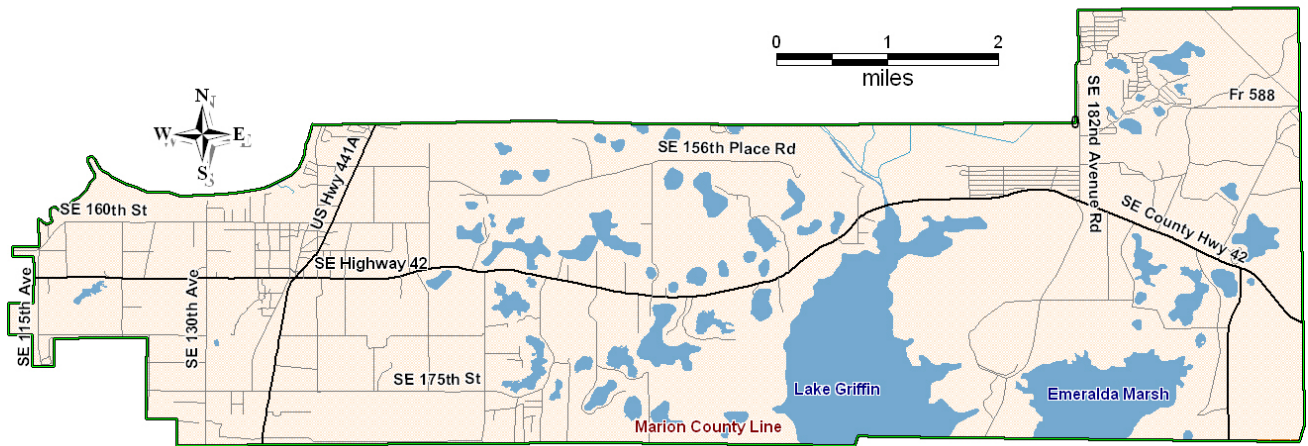 0 1 2
miles
N
W E
S
SE 182nd Avenue Rd
Fr 588
US Hwy 441A
SE 156th Place Rd
SE 160th St
SE County Hwy 42
SE Highway 42
SE 115th Ave
SE 130th Ave
SE 175th St
Lake Griffin
Emeralda Marsh
Marion County Line